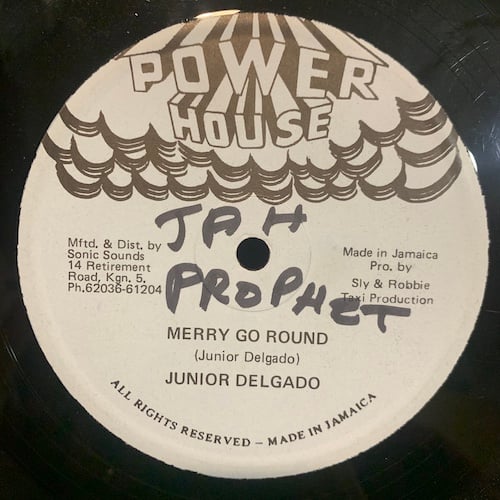 POWER
HOUSE
JAH
PROPHET
Mftd. & Dist. by
Sonic Sounds
14 Retirement
Road, Kgn. 5.
Ph.62036-61204
Made in Jamaica
Pro. by
Sly & Robbie
Taxi Production
MERRY GO ROUND
(Junior Delgado)
JUNIOR DELGADO
ALL RIGHTS RESERVED – MADE IN JAMAICA